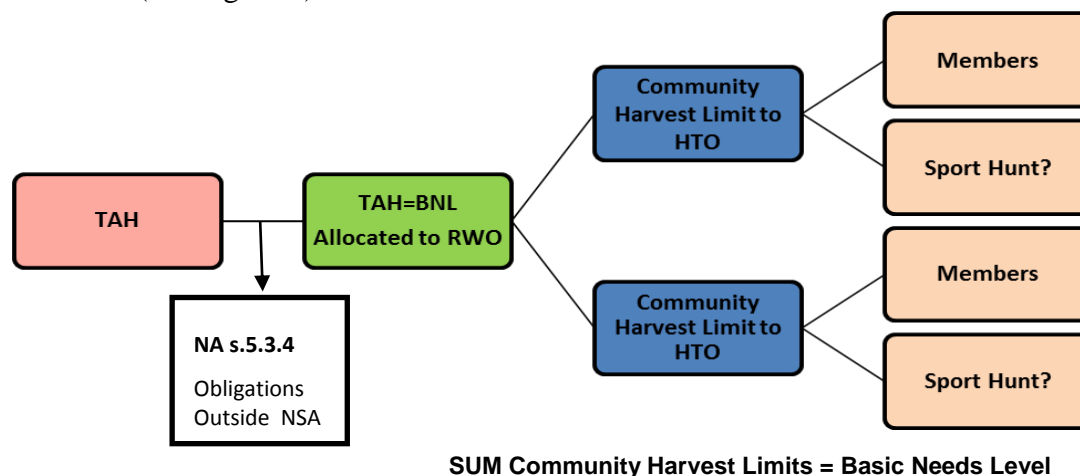 TAH
NA s.5.3.4
Obligations
Outside NSA
TAH=BNL
Allocated to RWO
Community
Harvest Limit to
HTO
Members
Sport Hunt?
Community
Harvest Limit to
HTO
Members
Sport Hunt?
SUM Community Harvest Limits = Basic Needs Level